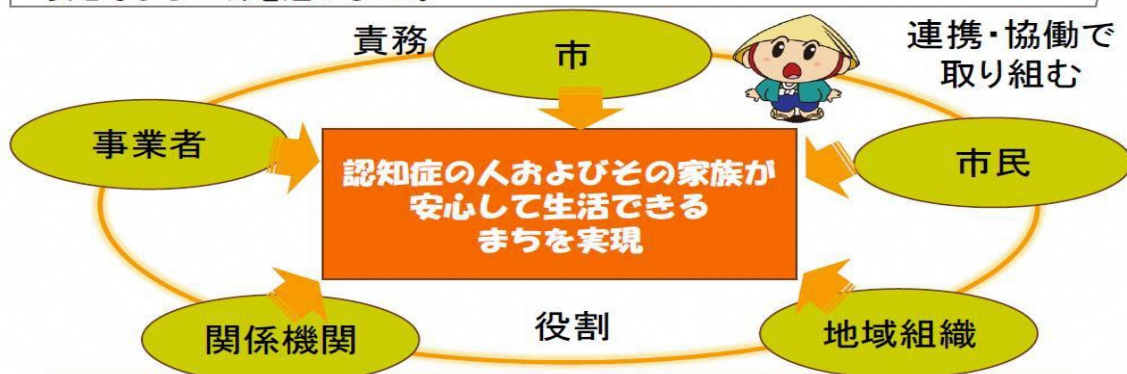 責務
市
連携・協働で
取り組む
事業者
市民
認知症の人およびその家族が
安心して生活できる
まちを実現
関係機関
役割
地域組織